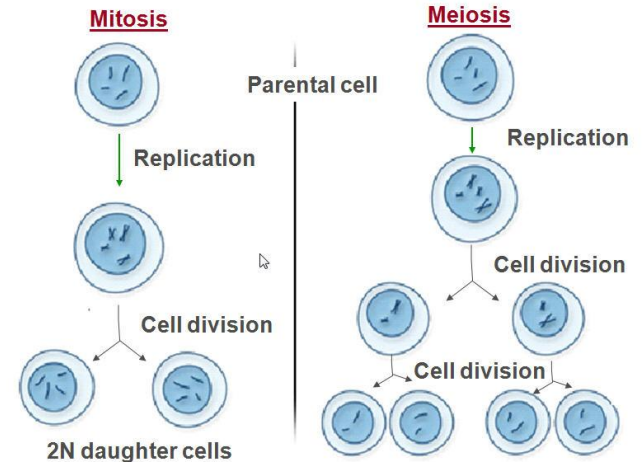 Mitosis
Meiosis
Parental cell
Replication
Replication
Cell division
Cell division
Cell division
2N daughter cells